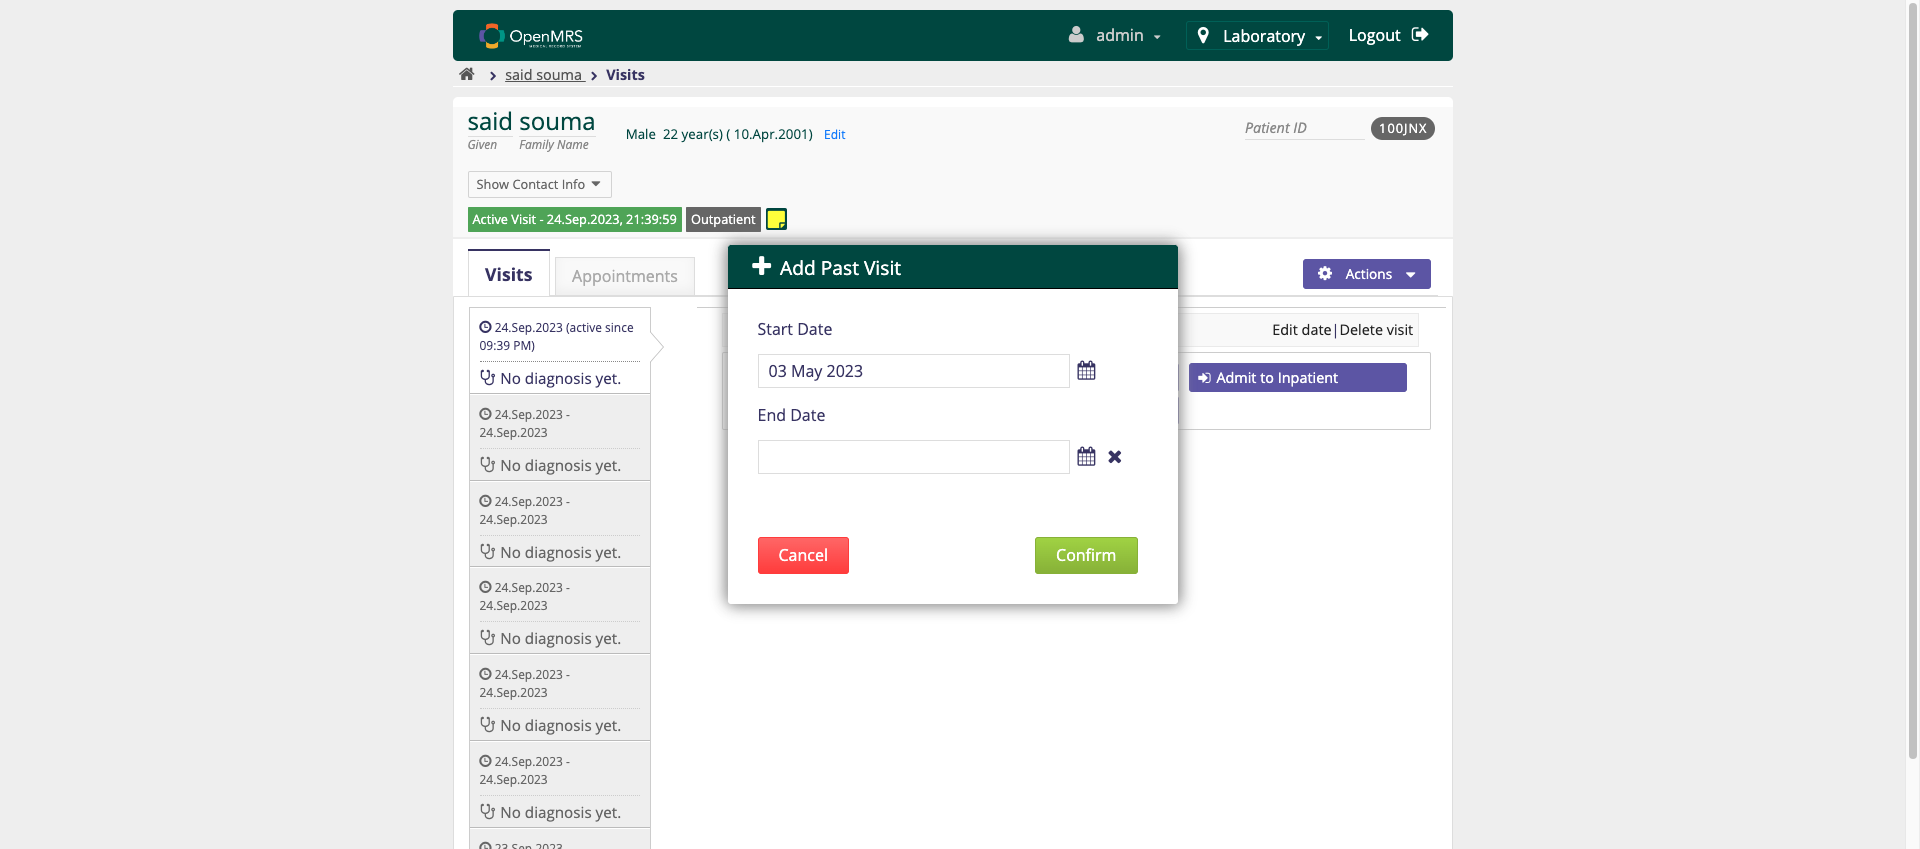 OpenMRS
MEDICAL RECORD SYSTEM
admin
Laboratory
Logout
said souma
Visits
said souma
Given Family Name
Male 22 year(s) ( 10.Apr.2001) Edit
Patient ID
100JNX
Show Contact Info
Active Visit - 24.Sep.2023, 21:39:59
Outpatient
Visits
Appointments
Actions
24.Sep.2023 (active since
09:39 PM)
No diagnosis yet.
24.Sep.2023 -
24.Sep.2023
No diagnosis yet.
24.Sep.2023 -
24.Sep.2023
No diagnosis yet.
24.Sep.2023 -
24.Sep.2023
No diagnosis yet.
24.Sep.2023 -
24.Sep.2023
No diagnosis yet.
24.Sep.2023 -
24.Sep.2023
No diagnosis yet.
23.Sep.2023
Edit date|Delete visit
Admit to Inpatient
Add Past Visit
Start Date
03 May 2023
End Date
Cancel
Confirm